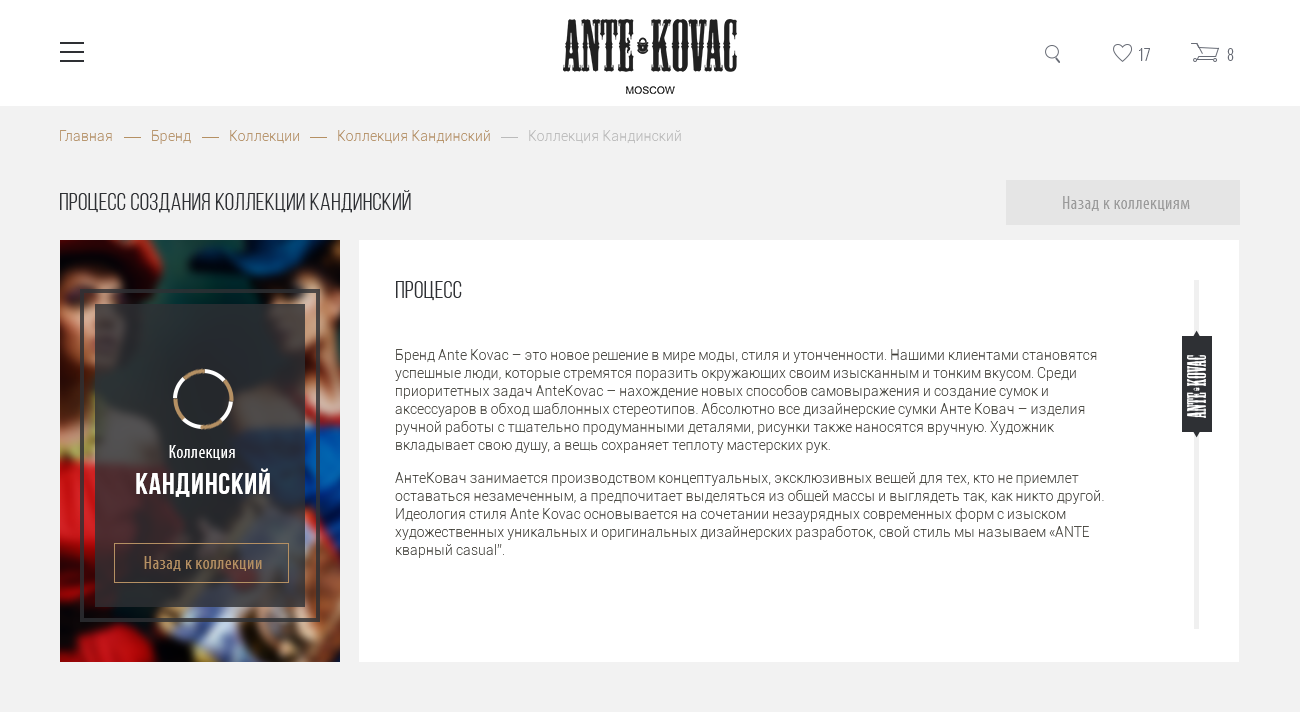 ANTE KOVAC
MOSCOW
17
8
Главная — Бренд — Коллекции — Коллекция Кандинский — Коллекция Кандинский
ПРОЦЕСС СОЗДАНИЯ КОЛЛЕКЦИИ КАНДИНСКИЙ
Назад к коллекциям
Коллекция
КАНДИНСКИЙ
Назад к коллекции
ПРОЦЕСС
Бренд Ante Kovac – это новое решение в мире моды, стиля и утонченности. Нашими клиентами становятся
успешные люди, которые стремятся поразить окружающих своим изысканным и тонким вкусом. Среди
приоритетных задач AnteKovac – нахождение новых способов самовыражения и создание сумок и
аксессуаров в обход шаблонных стереотипов. Абсолютно все дизайнерские сумки Анте Ковач – изделия
ручной работы с тщательно продуманными деталями, рисунки также наносятся вручную. Художник
вкладывает свою душу, а вещь сохраняет теплоту мастерских рук.
АнтеКовач занимается производством концептуальных, эксклюзивных вещей для тех, кто не приемлет
оставаться незамеченным, а предпочитает выделяться из общей массы и выглядеть так, как никто другой.
Идеология стиля Ante Kovac основывается на сочетании незаурядных современных форм с изыском
художественных уникальных и оригинальных дизайнерских разработок, свой стиль мы называем «ANTE
кварный casual".
ANTE KOVAC